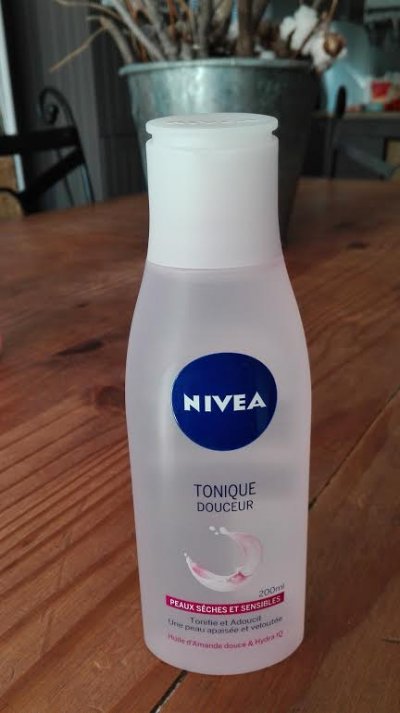 NIVEA
TONIQUE
DOUCEUR
200ml
PEAUX SÈCHES ET SENSIBLES
Tonifie et Adoucit
Une peau apaisée et veloutée
Huile d'Amande douce & Hydra IQ